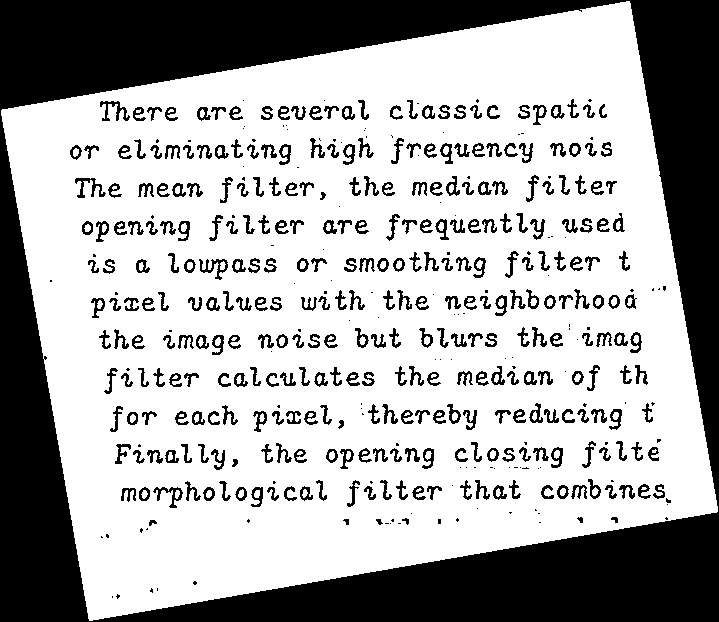 There are several classic spatic
or eliminating high frequency nois
The mean filter, the median filter
opening filter are frequently used
is a lowpass or smoothing filter t
pixel values with the neighborhood
the image noise but blurs the imag
filter calculates the median of th
for each pixel, thereby reducing t
Finally, the opening closing filte
morphological filter that combines